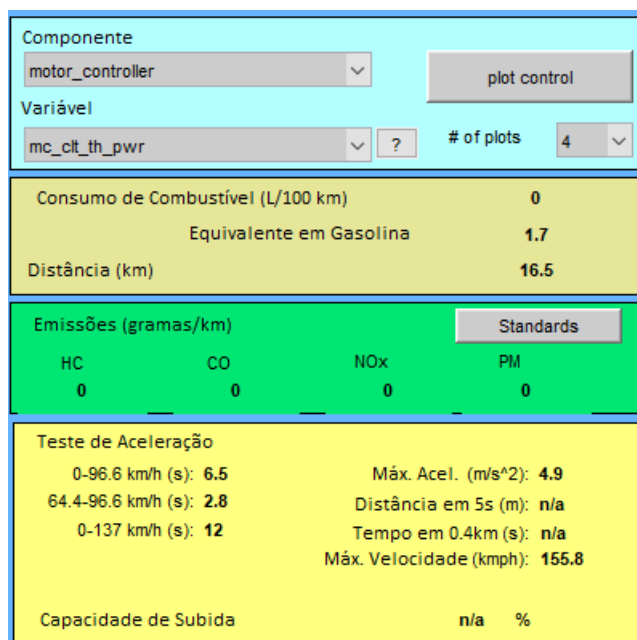 Componente
motor_controller
plot control
Variável
mc_clt_th_pwr ? # of plots 4
Consumo de Combustível (L/100 km) 0
Equivalente em Gasolina 1.7
Distância (km) 16.5
Emissões (gramas/km) Standards
HC CO NOx PM
0 0 0 0
Teste de Aceleração
0-96.6 km/h (s): 6.5 Máx. Acel. (m/s^2): 4.9
64.4-96.6 km/h (s): 2.8 Distância em 5s (m): n/a
0-137 km/h (s): 12 Tempo em 0.4km (s): n/a
Máx. Velocidade (kmph): 155.8
Capacidade de Subida n/a %